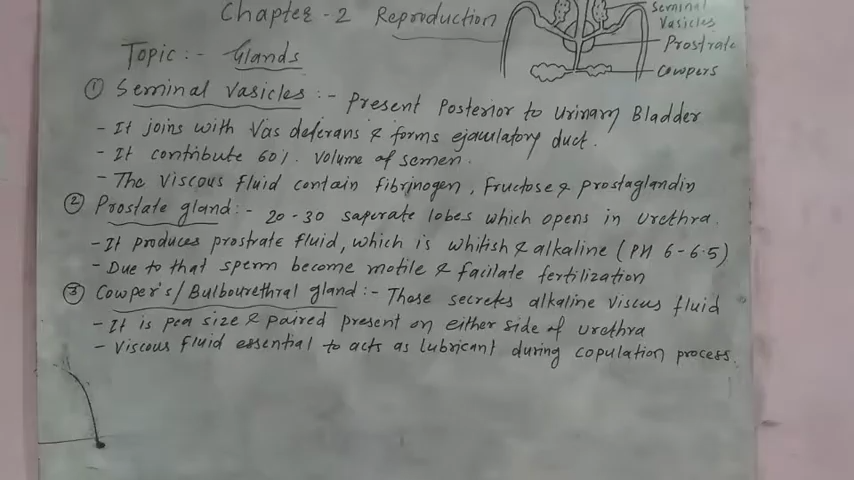 Chapter - 2 Reproduction
Seminal
Vasicles
Prostrate
Cowpers
Topic :- Glands
① Seminal vasicles :- Present Posterior to Urinary Bladder
- It joins with Vas deferans & forms ejaculatory duct.
- It contribute 60%. volume of semen.
- The viscous fluid contain fibrinogen, Fructose & prostaglandin
② Prostate gland :- 20-30 saperate lobes which opens in urethra.
- It produces prostrate fluid, which is whitish & alkaline (PH 6-6.5)
- Due to that sperm become motile & facilate fertilization
③ Cowper's/Bulbourethral gland :- These secretes alkaline viscus fluid
- It is pea size & paired present on either side of urethra
- Viscous fluid essential to acts as lubricant during copulation process.